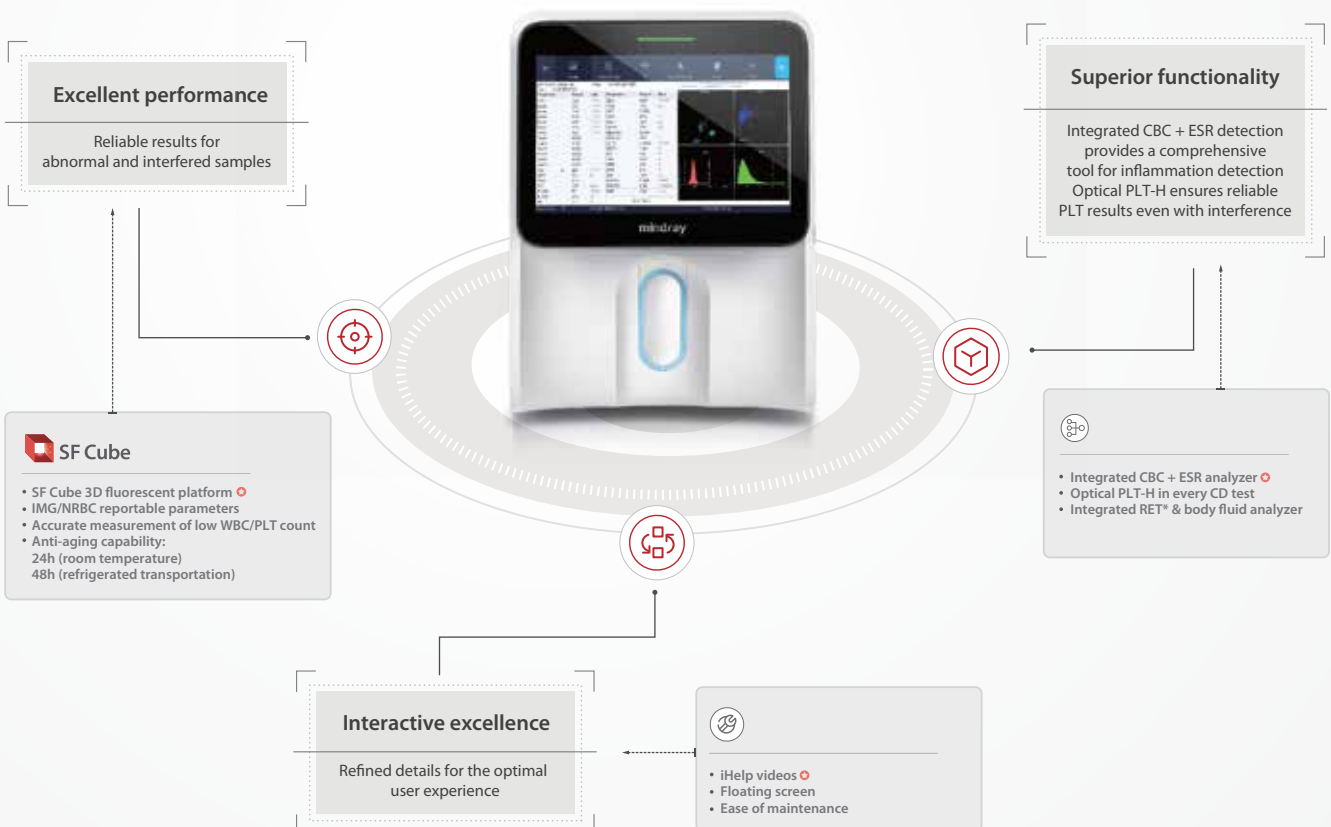 Excellent performance
Reliable results for
abnormal and interfered samples
SF Cube
• SF Cube 3D fluorescent platform
• IMG/NRBC reportable parameters
• Accurate measurement of low WBC/PLT count
• Anti-aging capability:
24h (room temperature)
48h (refrigerated transportation)
mindray
Superior functionality
Integrated CBC + ESR detection
provides a comprehensive
tool for inflammation detection
Optical PLT-H ensures reliable
PLT results even with interference
• Integrated CBC + ESR analyzer
• Optical PLT-H in every CD test
• Integrated RET* & body fluid analyzer
Interactive excellence
Refined details for the optimal
user experience
• iHelp videos
• Floating screen
• Ease of maintenance